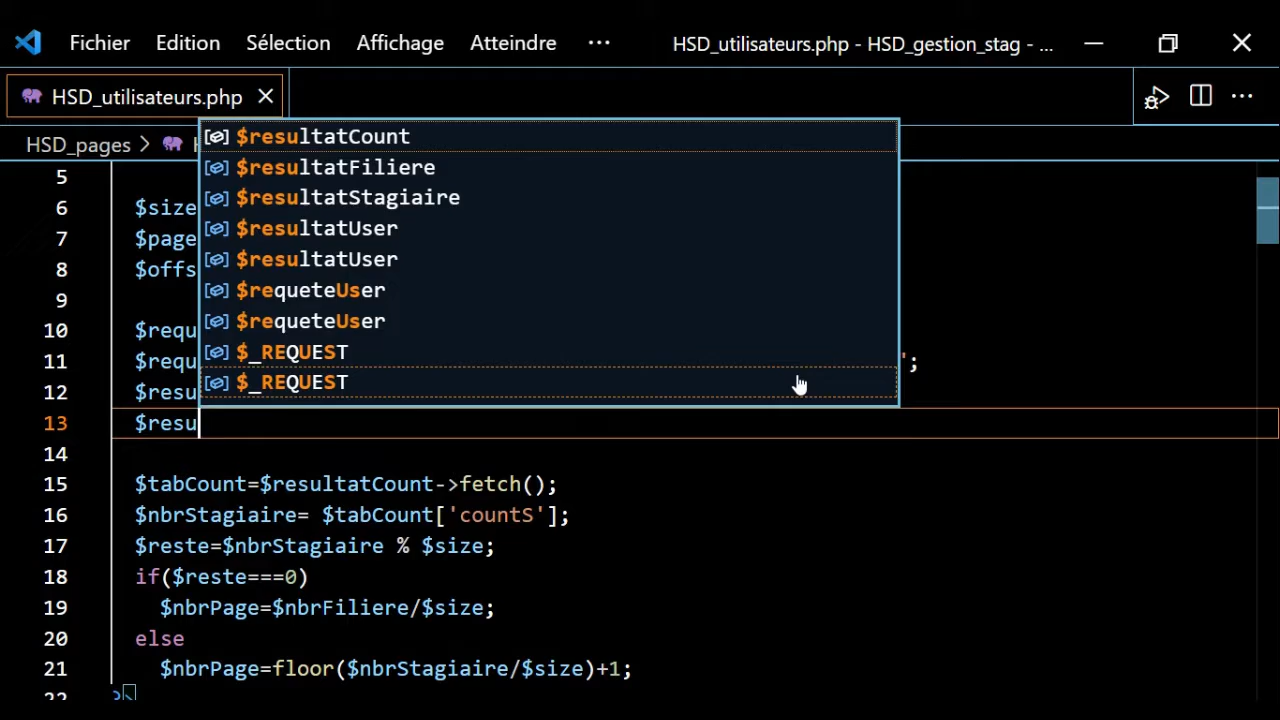 Fichier Edition Sélection Affichage Atteindre ··· HSD_utilisateurs.php - HSD_gestion_stag - ...
HSD_utilisateurs.php
HSD_pages >
$resultatCount
$resultatFiliere
$resultatStagiaire
$resultatUser
$resultatUser
$requeteUser
$requeteUser
$_REQUEST
$_REQUEST
5
6 $size
7 $page
8 $offs
9
10 $requ
11 $requ ';
12 $resu
13 $resu
14
15 $tabCount=$resultatCount->fetch();
16 $nbrStagiaire= $tabCount['countS'];
17 $reste=$nbrStagiaire % $size;
18 if($reste===0)
19 $nbrPage=$nbrFiliere/$size;
20 else
21 $nbrPage=floor($nbrStagiaire/$size)+1;
22 ?>